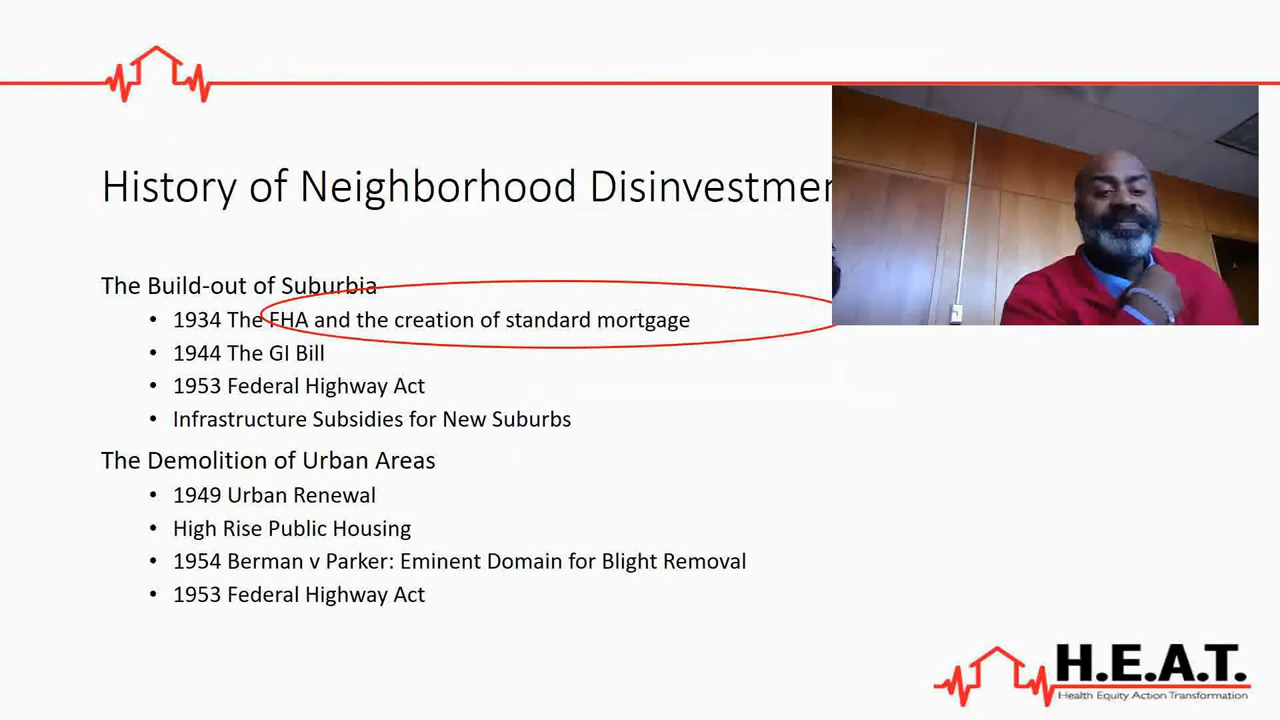 History of Neighborhood Disinvestmen
The Build-out of Suburbia
• 1934 The FHA and the creation of standard mortgage
• 1944 The GI Bill
• 1953 Federal Highway Act
• Infrastructure Subsidies for New Suburbs
The Demolition of Urban Areas
• 1949 Urban Renewal
• High Rise Public Housing
• 1954 Berman v Parker: Eminent Domain for Blight Removal
• 1953 Federal Highway Act
H.E.A.T.
Health Equity Action Transformation